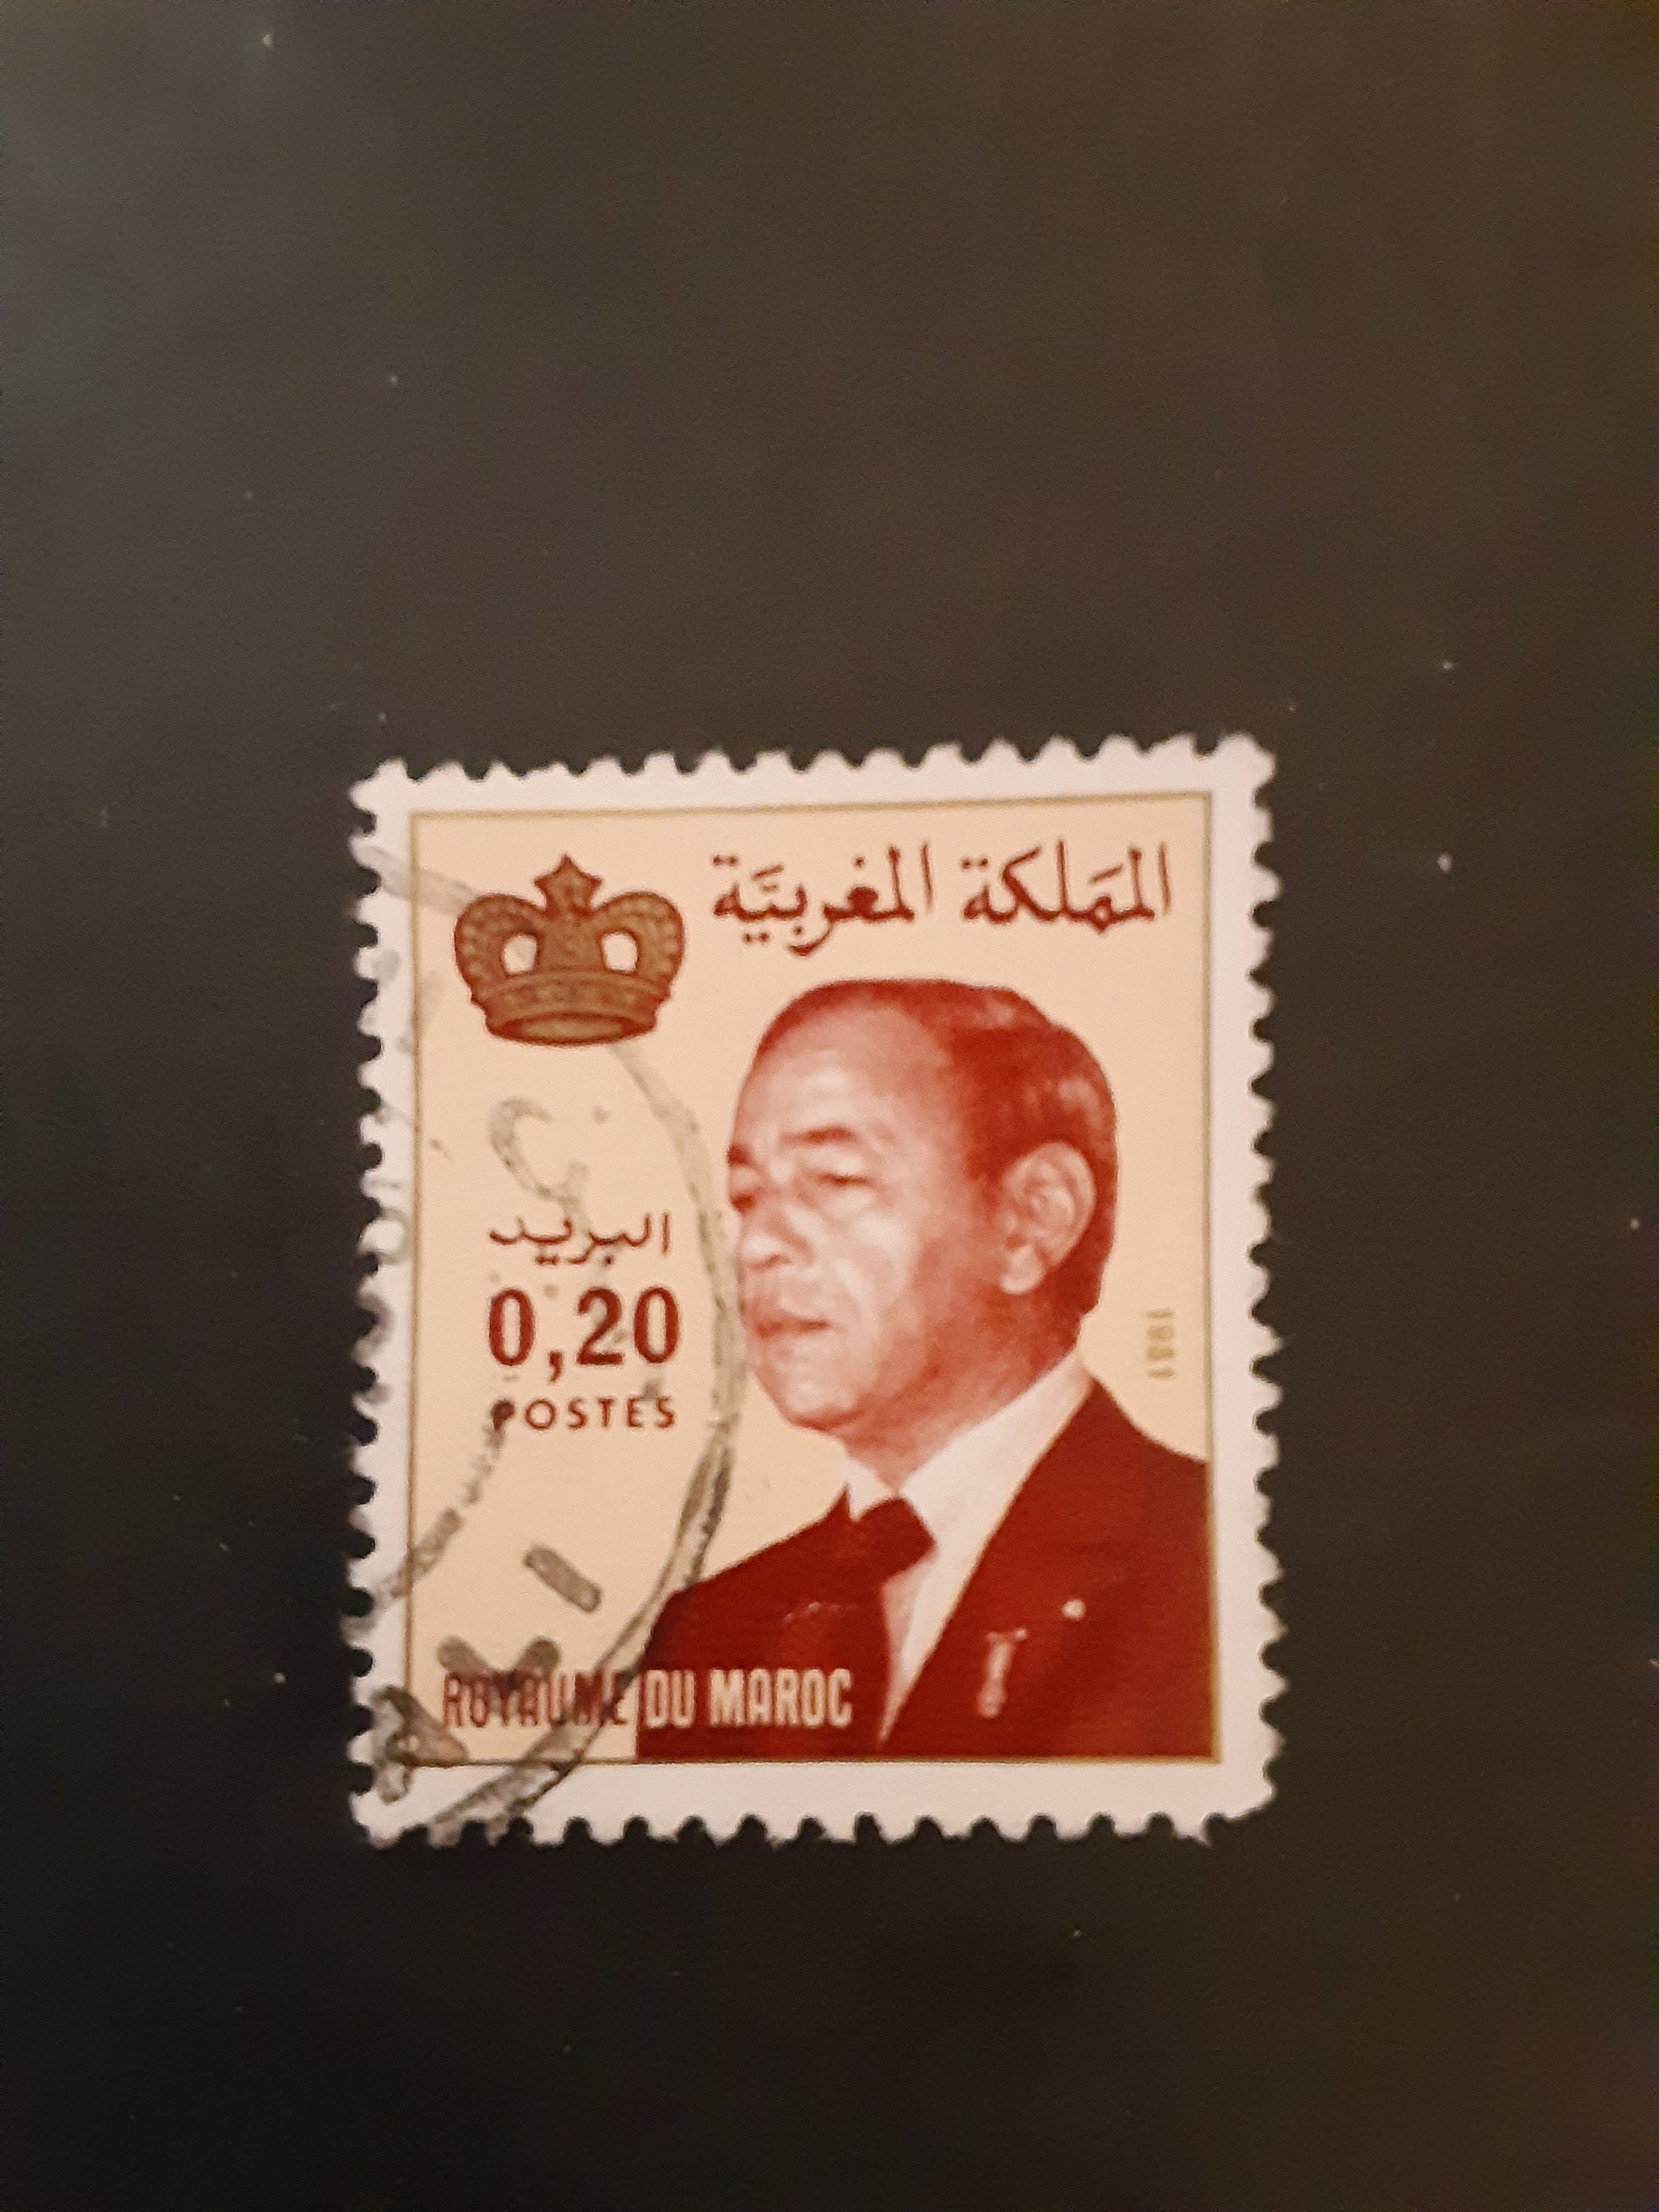 المملكة المغربية
البريد
0,20
POSTES
1981
ROYAUME DU MAROC